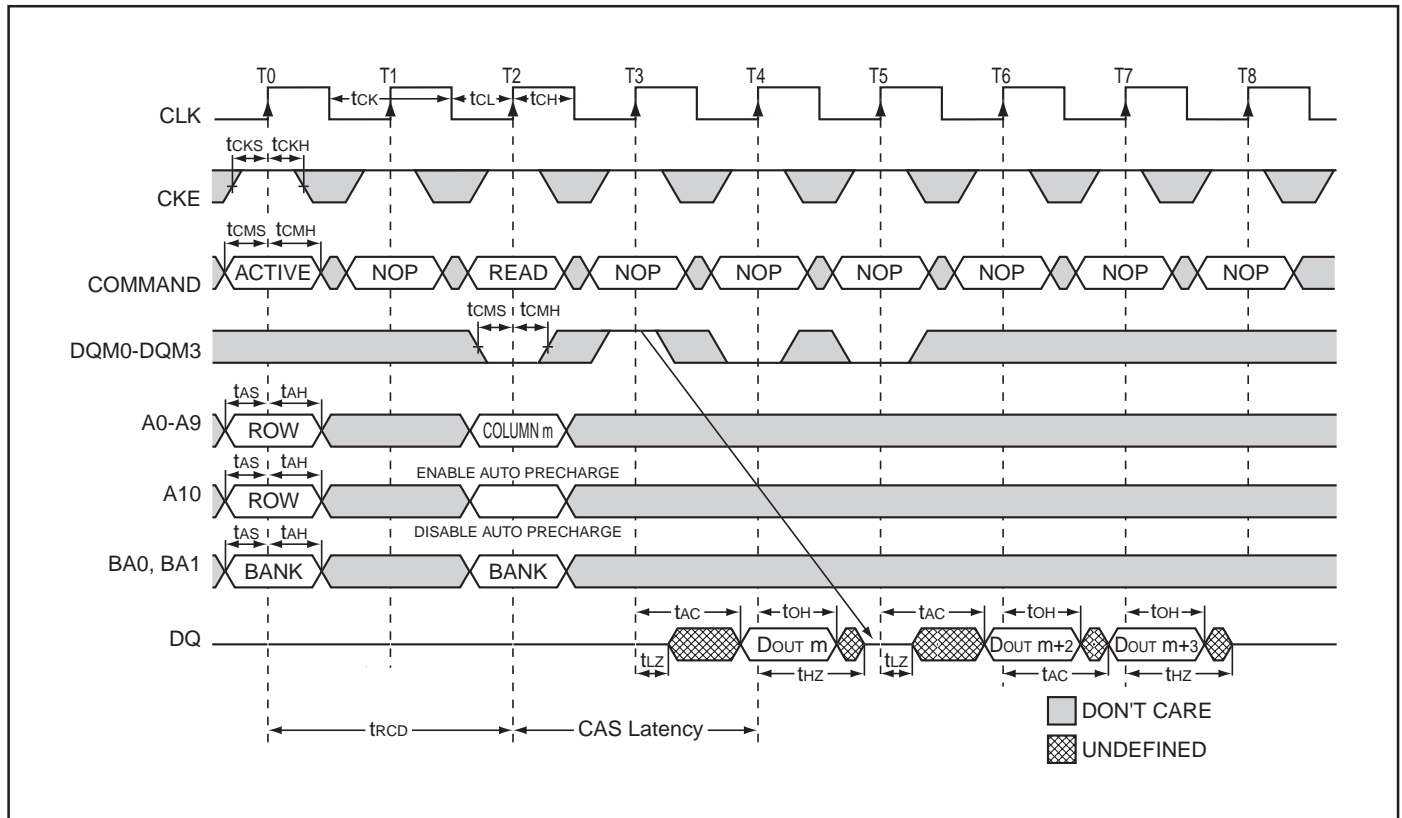 T0 T1 T2 T3 T4 T5 T6 T7 T8
CLK tCK tCL tCH
tCKS tCKH
CKE
tCMS tCMH
COMMAND ACTIVE NOP READ NOP NOP NOP NOP NOP NOP
tCMS tCMH
DQM0-DQM3
tAS tAH
A0-A9 ROW COLUMN m
tAS tAH ENABLE AUTO PRECHARGE
A10 ROW
tAS tAH DISABLE AUTO PRECHARGE
BA0, BA1 BANK BANK
tAC tOH tAC tOH tOH
DQ DOUT m DOUT m+2 DOUT m+3
tLZ tHZ tLZ tAC tHZ
DON'T CARE
tRCD CAS Latency
UNDEFINED